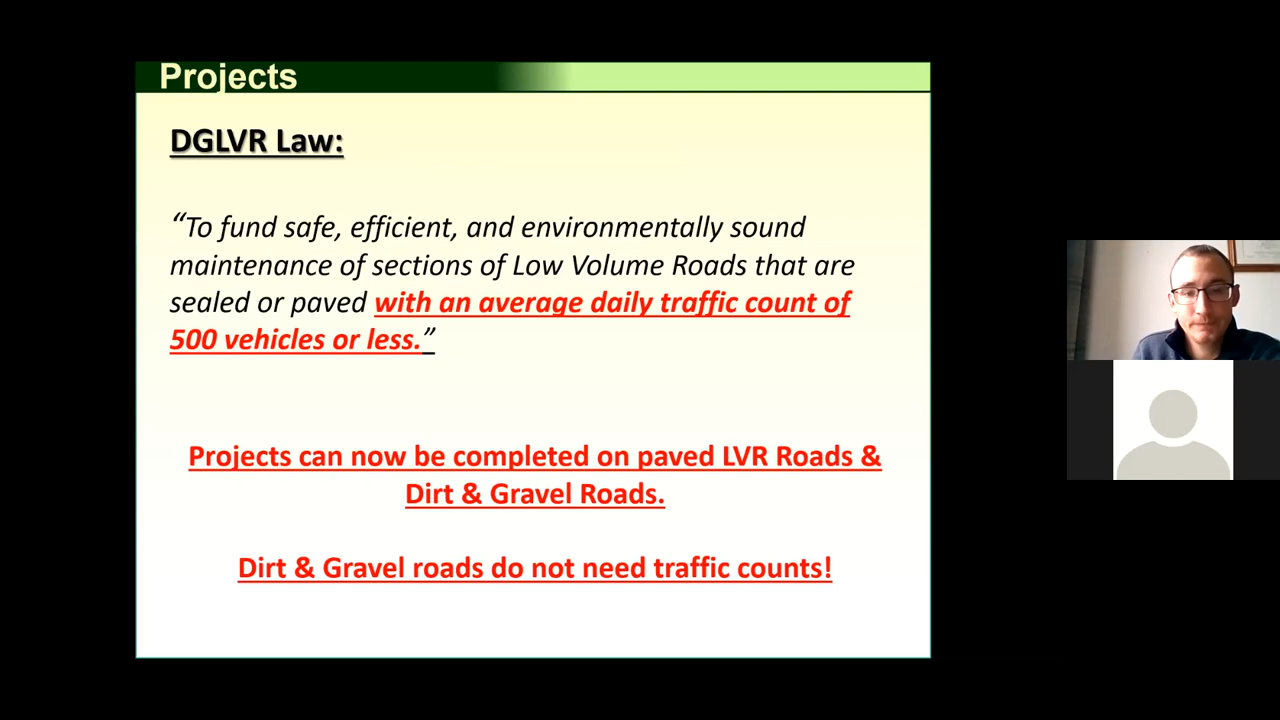 Projects
DGLVR Law:
“To fund safe, efficient, and environmentally sound
maintenance of sections of Low Volume Roads that are
sealed or paved with an average daily traffic count of
500 vehicles or less.”
Projects can now be completed on paved LVR Roads &
Dirt & Gravel Roads.
Dirt & Gravel roads do not need traffic counts!